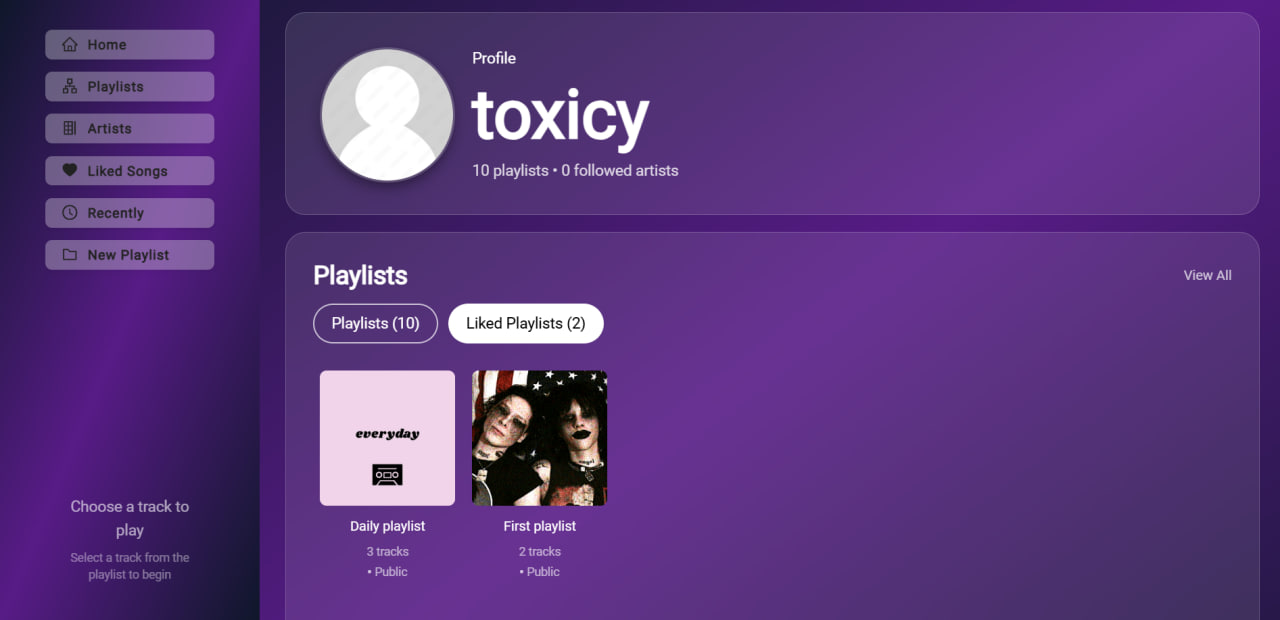 Home
Playlists
Artists
Liked Songs
Recently
New Playlist
Choose a track to
play
Select a track from the
playlist to begin
Profile
toxicy
10 playlists • 0 followed artists
Playlists
View All
Playlists (10)
Liked Playlists (2)
everyday
Daily playlist
3 tracks
• Public
First playlist
2 tracks
• Public